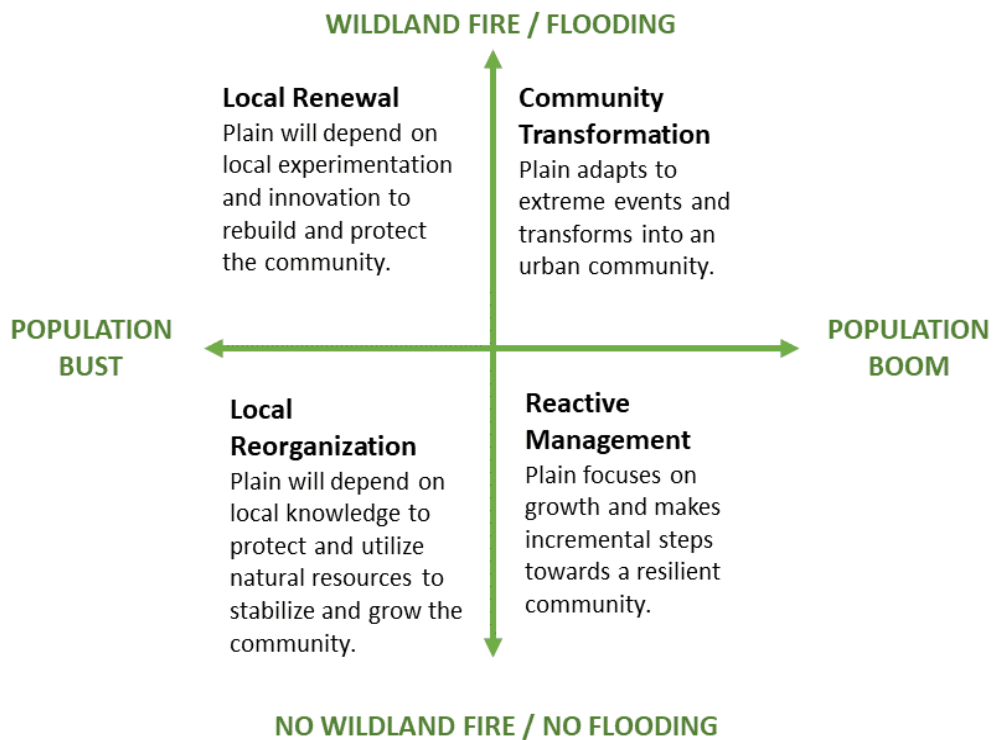 WILDLAND FIRE / FLOODING
Local Renewal
Plain will depend on
local experimentation
and innovation to
rebuild and protect
the community.
Community
Transformation
Plain adapts to
extreme events and
transforms into an
urban community.
POPULATION
BUST
POPULATION
BOOM
Local
Reorganization
Plain will depend on
local knowledge to
protect and utilize
natural resources to
stabilize and grow the
community.
Reactive
Management
Plain focuses on
growth and makes
incremental steps
towards a resilient
community.
NO WILDLAND FIRE / NO FLOODING